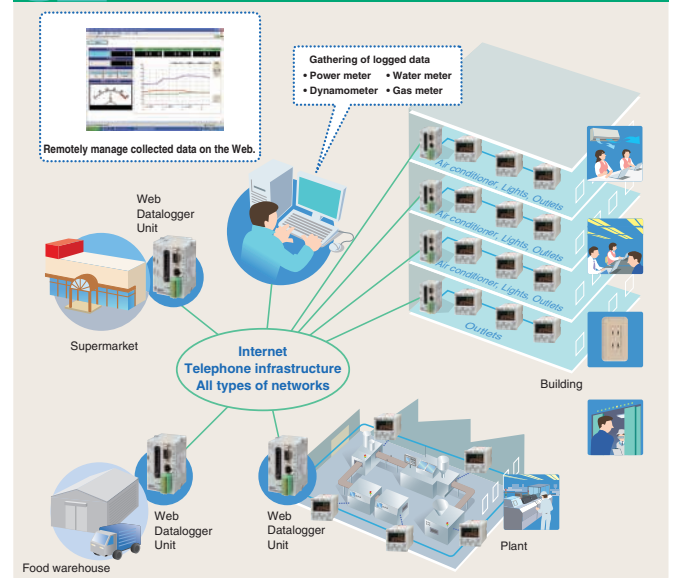 Remotely manage collected data on the Web.
Gathering of logged data
• Power meter • Water meter
• Dynamometer • Gas meter
Web
Datalogger
Unit
Supermarket
Air conditioner, Lights, Outlets
Air conditioner, Lights, Outlets
Air conditioner, Lights, Outlets
Outlets
Building
Internet
Telephone infrastructure
All types of networks
Web
Datalogger
Unit
Food warehouse
Web
Datalogger
Unit
Plant